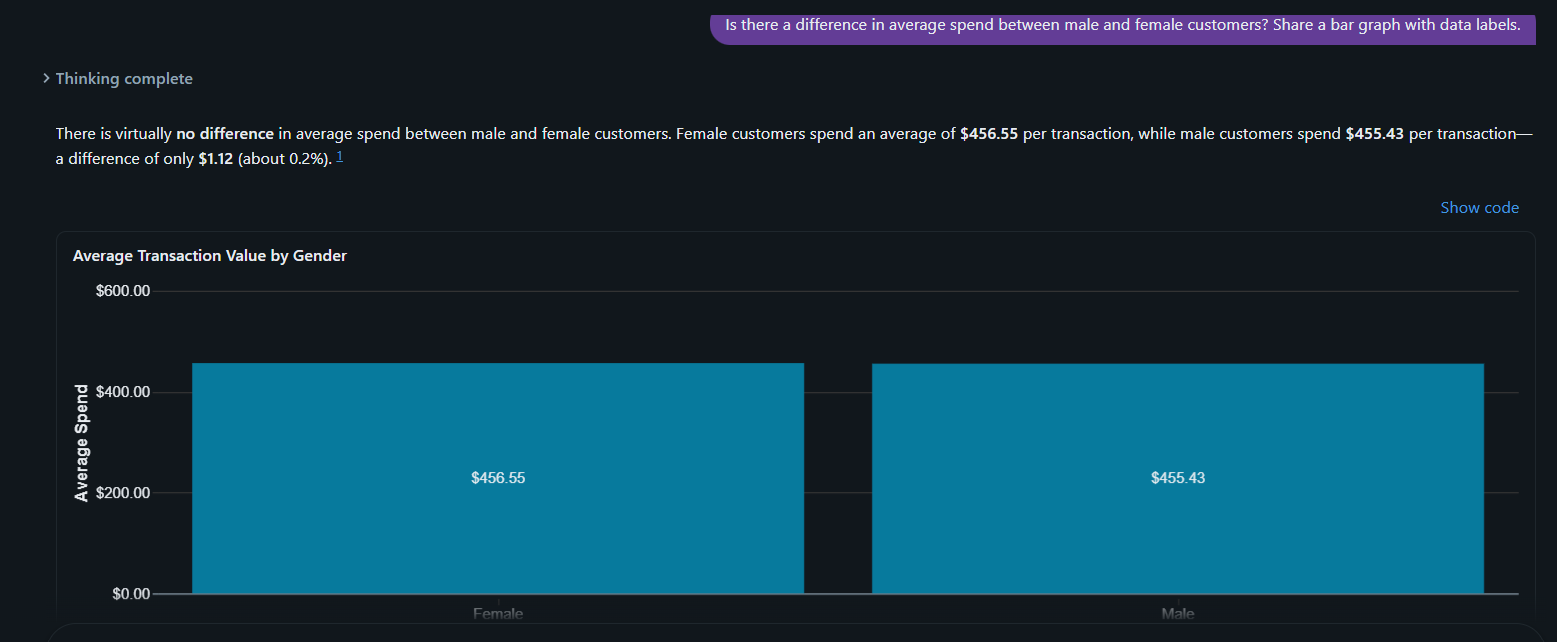 Is there a difference in average spend between male and female customers? Share a bar graph with data labels.
Thinking complete
There is virtually no difference in average spend between male and female customers. Female customers spend an average of $456.55 per transaction, while male customers spend $455.43 per transaction—
a difference of only $1.12 (about 0.2%). 1
Show code
Average Transaction Value by Gender
$600.00
$400.00
$200.00
$0.00
Average Spend
$456.55
$455.43
Female
Male